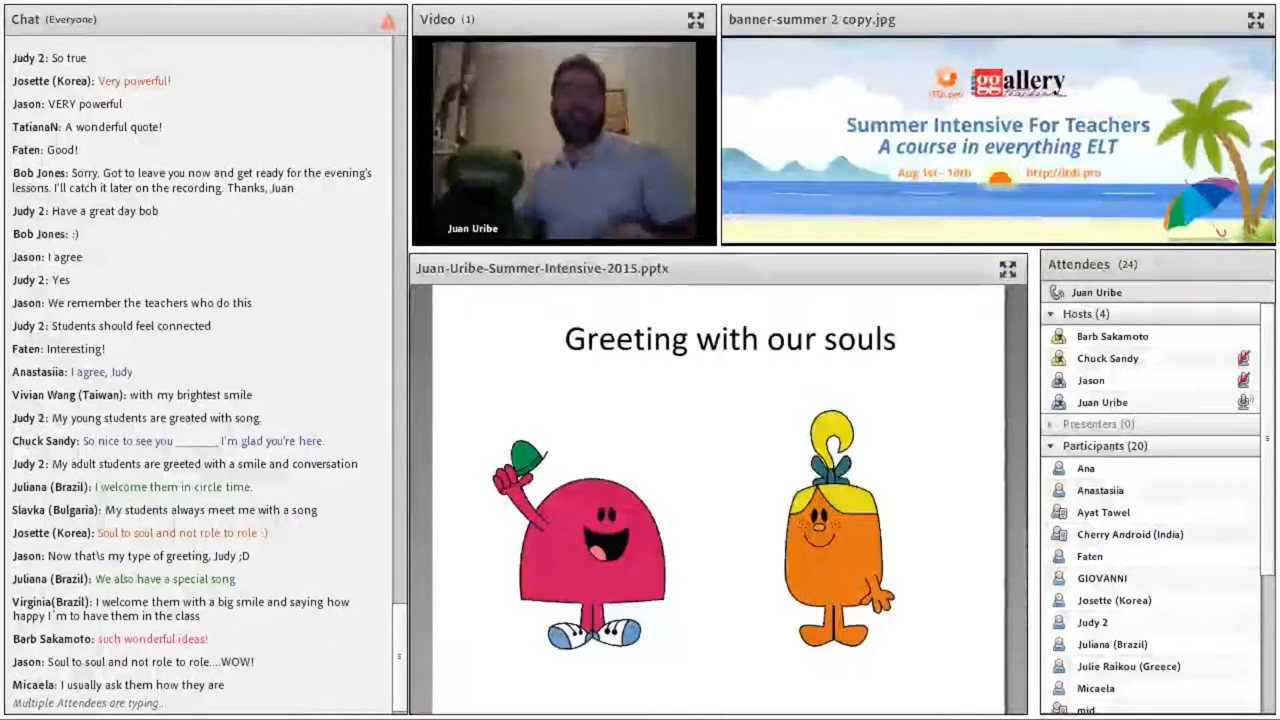 Chat (Everyone)
Judy 2: So true
Josette (Korea): Very powerful!
Jason: VERY powerful
TatianaN: A wonderful quote!
Faten: Good!
Bob Jones: Sorry, Got to leave you now and get ready for the evening's
lessons. I'll catch it later on the recording. Thanks, Juan
Judy 2: Have a great day bob
Bob Jones: :)
Jason: I agree
Judy 2: Yes
Jason: We remember the teachers who do this
Judy 2: Students should feel connected
Faten: Interesting!
Anastasiia: I agree, Judy
Vivian Wang (Taiwan): with my brightest smile
Judy 2: My young students are greated with song,
Chuck Sandy: So nice to see you ______ I'm glad you're here.
Judy 2: My adult students are greeted with a smile and conversation
Juliana (Brazil): I welcome them in circle time.
Slavka (Bulgaria): My students always meet me with a song
Josette (Korea): Soul to soul and not role to role :)
Jason: Now that's my type of greeting, Judy ;D
Juliana (Brazil): We also have a special song
Virginia(Brazil): I welcome them with a big smile and saying how
happy I´m to have them in the class
Barb Sakamoto: such wonderful ideas!
Jason: Soul to soul and not role to role....WOW!
Micaela: I usually ask them how they are
Multiple Attendees are typing...
Video (1)
Juan Uribe
banner-summer 2 copy.jpg
iTDi.pro
ggallery
teachers
Summer Intensive For Teachers
A course in everything ELT
Aug 1st - 16th http://itdi.pro
Juan-Uribe-Summer-Intensive-2015.pptx
Greeting with our souls
Attendees (24)
Juan Uribe
Hosts (4)
Barb Sakamoto
Chuck Sandy
Jason
Juan Uribe
Presenters (0)
Participants (20)
Ana
Anastasiia
Ayat Tawel
Cherry Android (India)
Faten
GIOVANNI
Josette (Korea)
Judy 2
Juliana (Brazil)
Julie Raikou (Greece)
Micaela
mid